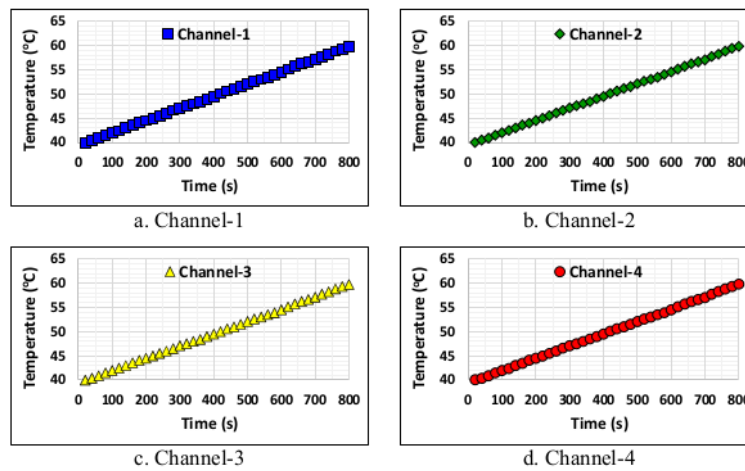 65
60
55
50
45
40
Temperature (°C)
Channel-1
0 100 200 300 400 500 600 700 800
Time (s)
a. Channel-1
65
60
55
50
45
40
Temperature (°C)
Channel-2
0 100 200 300 400 500 600 700 800
Time (s)
b. Channel-2
65
60
55
50
45
40
Temperature (°C)
Channel-3
0 100 200 300 400 500 600 700 800
Time (s)
c. Channel-3
65
60
55
50
45
40
Temperature (°C)
Channel-4
0 100 200 300 400 500 600 700 800
Time (s)
d. Channel-4